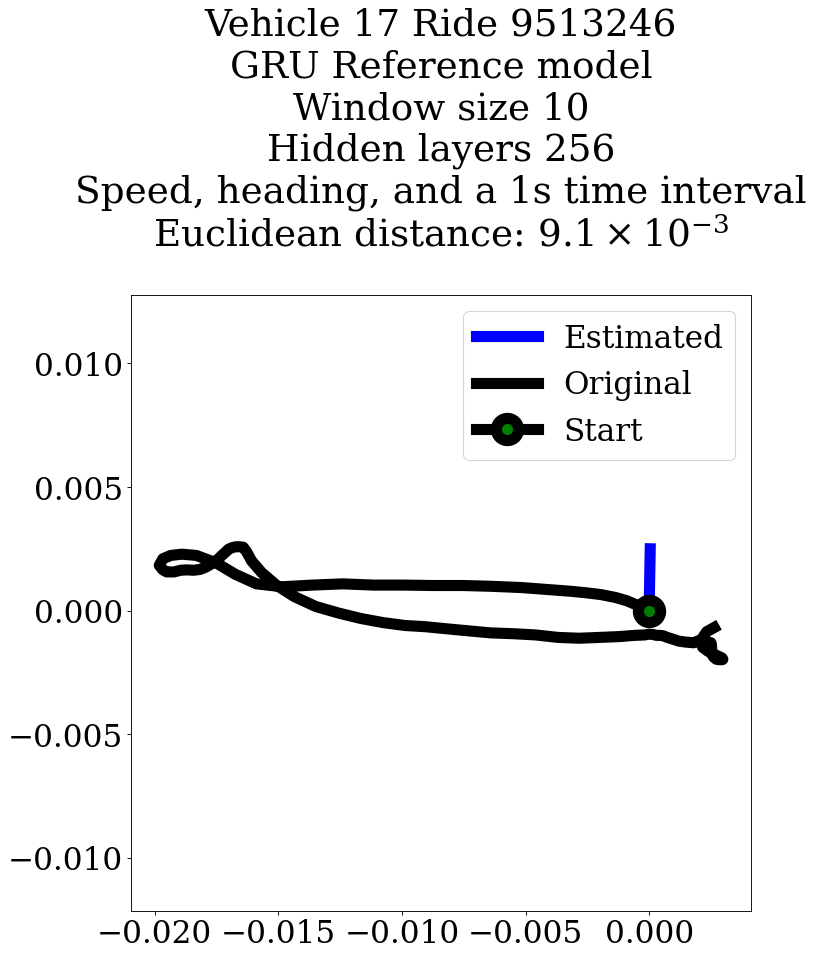 Vehicle 17 Ride 9513246
GRU Reference model
Window size 10
Hidden layers 256
Speed, heading, and a 1s time interval
Euclidean distance: 9.1 × 10⁻³
Estimated
Original
Start
0.010
0.005
0.000
−0.005
−0.010
−0.020 −0.015 −0.010 −0.005 0.000